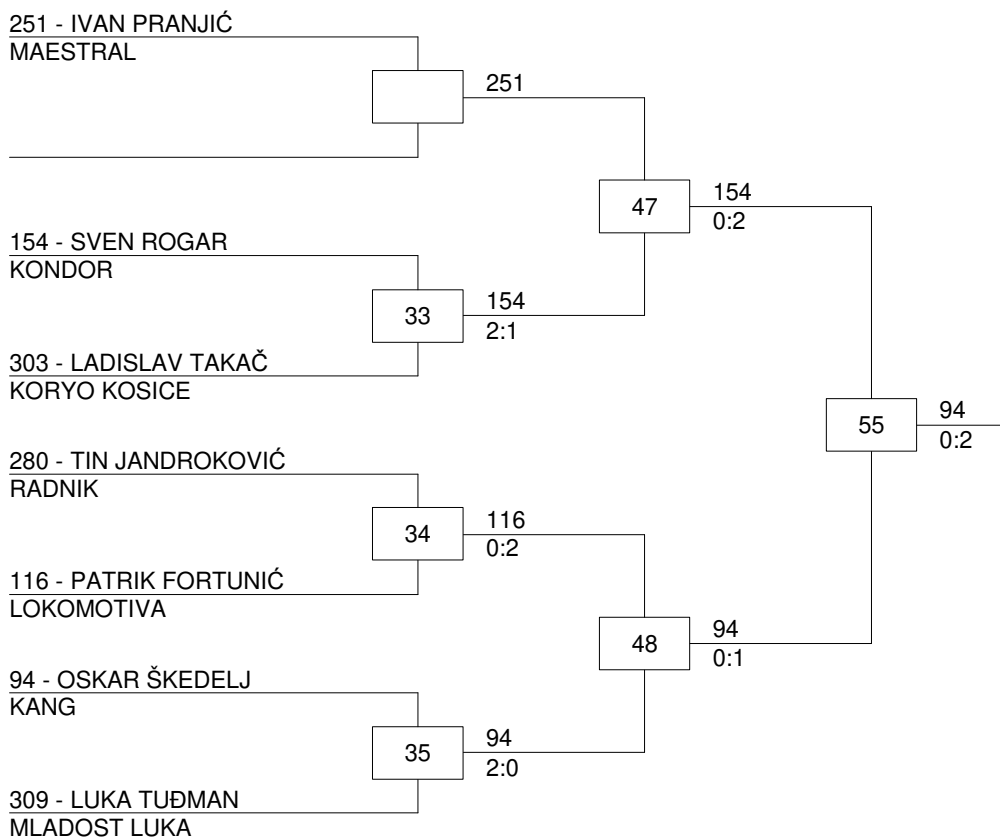 251 - IVAN PRANJIĆ
MAESTRAL
251
47
154
0:2
154 - SVEN ROGAR
KONDOR
33
154
2:1
303 - LADISLAV TAKAČ
KORYO KOSICE
55
94
0:2
280 - TIN JANDROKOVIĆ
RADNIK
34
116
0:2
116 - PATRIK FORTUNIĆ
LOKOMOTIVA
48
94
0:1
94 - OSKAR ŠKEDELJ
KANG
35
94
2:0
309 - LUKA TUĐMAN
MLADOST LUKA